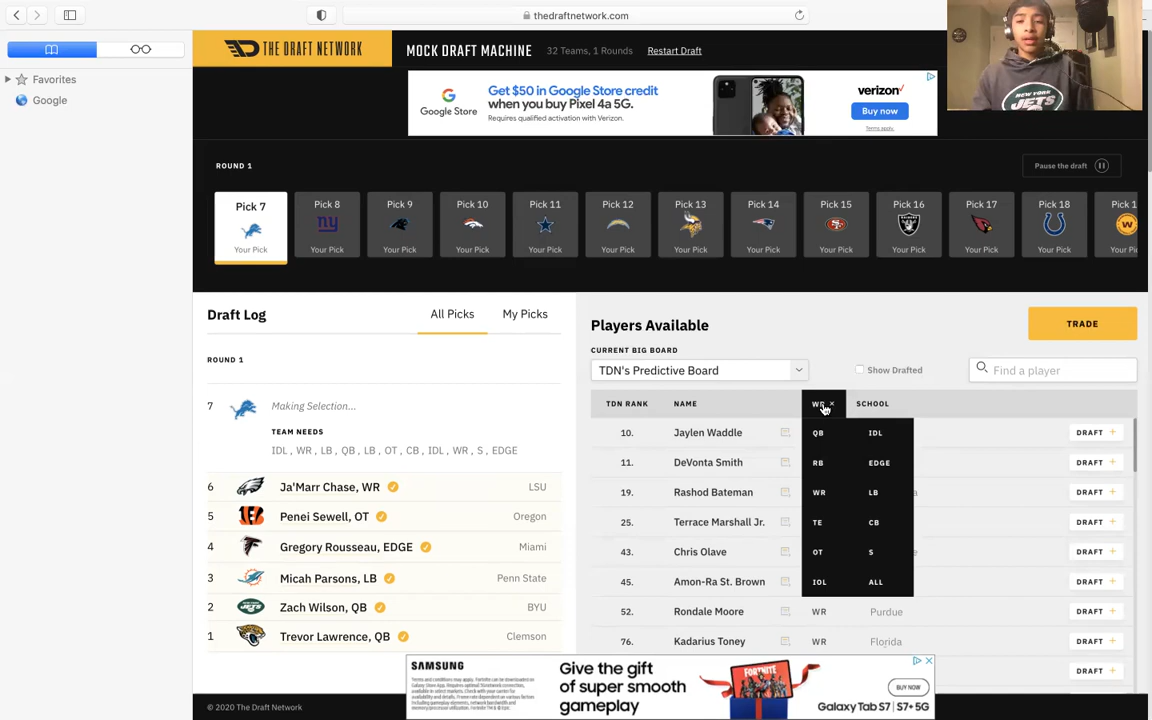 thedraftnetwork.com
Favorites
Google
THE DRAFT NETWORK
MOCK DRAFT MACHINE
32 Teams, 1 Rounds
Restart Draft
Google Store
Get $50 in Google Store credit
when you buy Pixel 4a 5G.
Requires qualified activation with Verizon.
verizon
Buy now
Terms apply.
NEW YORK
JETS
ROUND 1
Pause the draft
Pick 7
Your Pick
Pick 8
ny
Your Pick
Pick 9
Your Pick
Pick 10
Your Pick
Pick 11
Your Pick
Pick 12
Your Pick
Pick 13
Your Pick
Pick 14
Your Pick
Pick 15
Your Pick
Pick 16
Your Pick
Pick 17
Your Pick
Pick 18
Your Pick
Pick 1
W
You
Draft Log
All Picks
My Picks
ROUND 1
7
Making Selection...
TEAM NEEDS
IDL , WR , LB , QB , LB , OT , CB , IDL , WR , S , EDGE
6 Ja'Marr Chase, WR LSU
5 Penei Sewell, OT Oregon
4 Gregory Rousseau, EDGE Miami
3 Micah Parsons, LB Penn State
2 Zach Wilson, QB BYU
1 Trevor Lawrence, QB Clemson
Players Available
TRADE
CURRENT BIG BOARD
TDN's Predictive Board
Show Drafted
Find a player
TDN RANK NAME WR × SCHOOL
10. Jaylen Waddle DRAFT +
11. DeVonta Smith DRAFT +
19. Rashod Bateman a DRAFT +
25. Terrace Marshall Jr. DRAFT +
43. Chris Olave e DRAFT +
45. Amon-Ra St. Brown DRAFT +
52. Rondale Moore WR Purdue DRAFT +
76. Kadarius Toney WR Florida DRAFT +
DRAFT +
QB IDL
RB EDGE
WR LB
TE CB
OT S
IOL ALL
SAMSUNG
Give the gift
of super smooth
gameplay
FORTNITE
BUY NOW
Galaxy Tab S7 | S7+ 5G
© 2020 The Draft Network